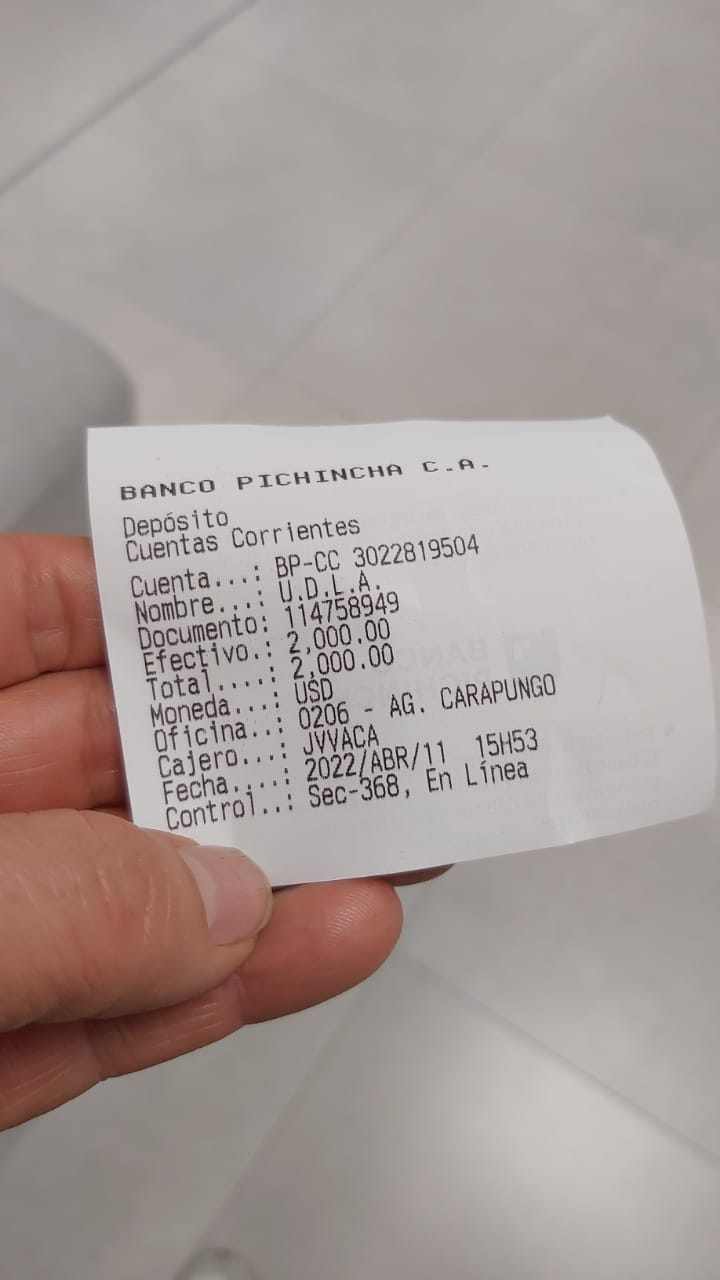 BANCO PICHINCHA C.A.
Depósito
Cuentas Corrientes
Cuenta...: BP-CC 3022819504
Nombre...: U.D.L.A.
Documento: 114758949
Efectivo.: 2,000.00
Total....: 2,000.00
Moneda...: USD
Oficina..: 0206 - AG. CARAPUNGO
Cajero...: JVVACA
Fecha....: 2022/ABR/11 15H53
Control..: Sec-368, En Línea